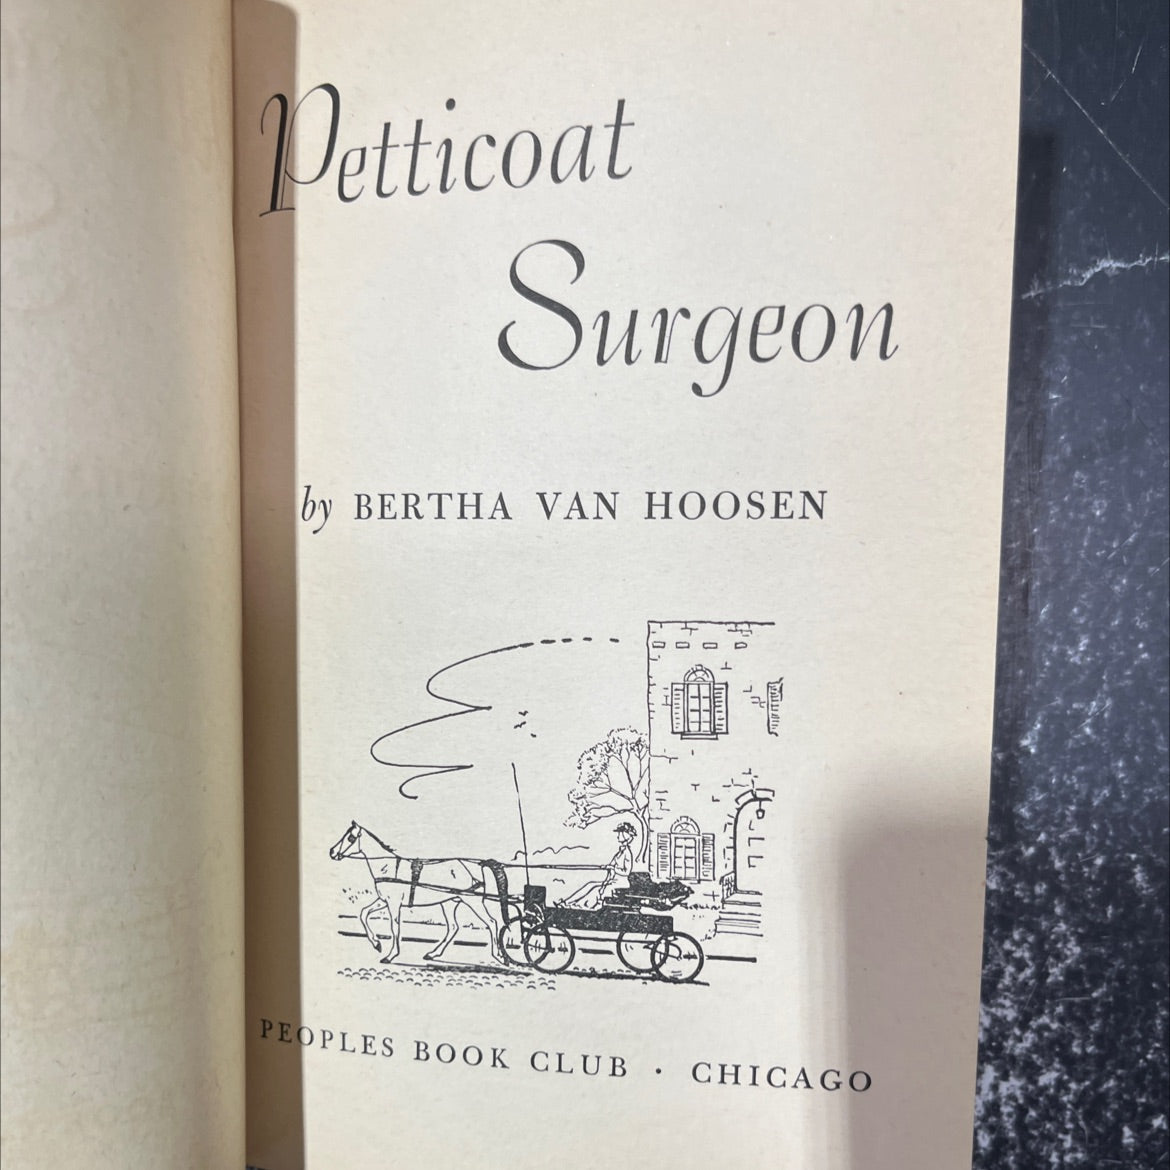 Petticoat
Surgeon
by BERTHA VAN HOOSEN
PEOPLES BOOK CLUB · CHICAGO